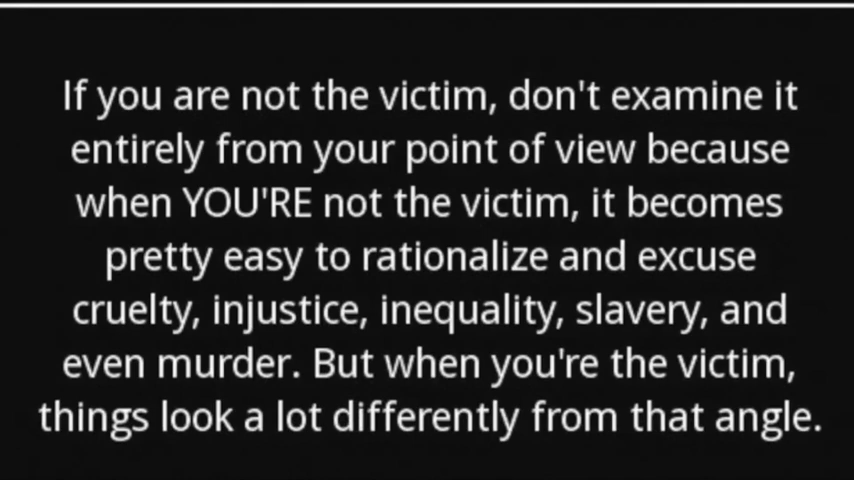 If you are not the victim, don't examine it
entirely from your point of view because
when YOU'RE not the victim, it becomes
pretty easy to rationalize and excuse
cruelty, injustice, inequality, slavery, and
even murder. But when you're the victim,
things look a lot differently from that angle.